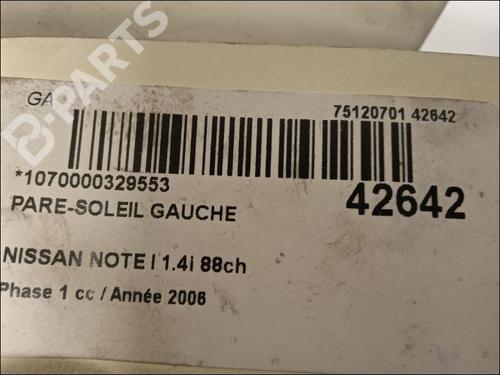 B-PARTS
GA
75120701 42642
*1070000329553
42642
PARE-SOLEIL GAUCHE
NISSAN NOTE I 1.4i 88ch
Phase 1 cc / Année 2006